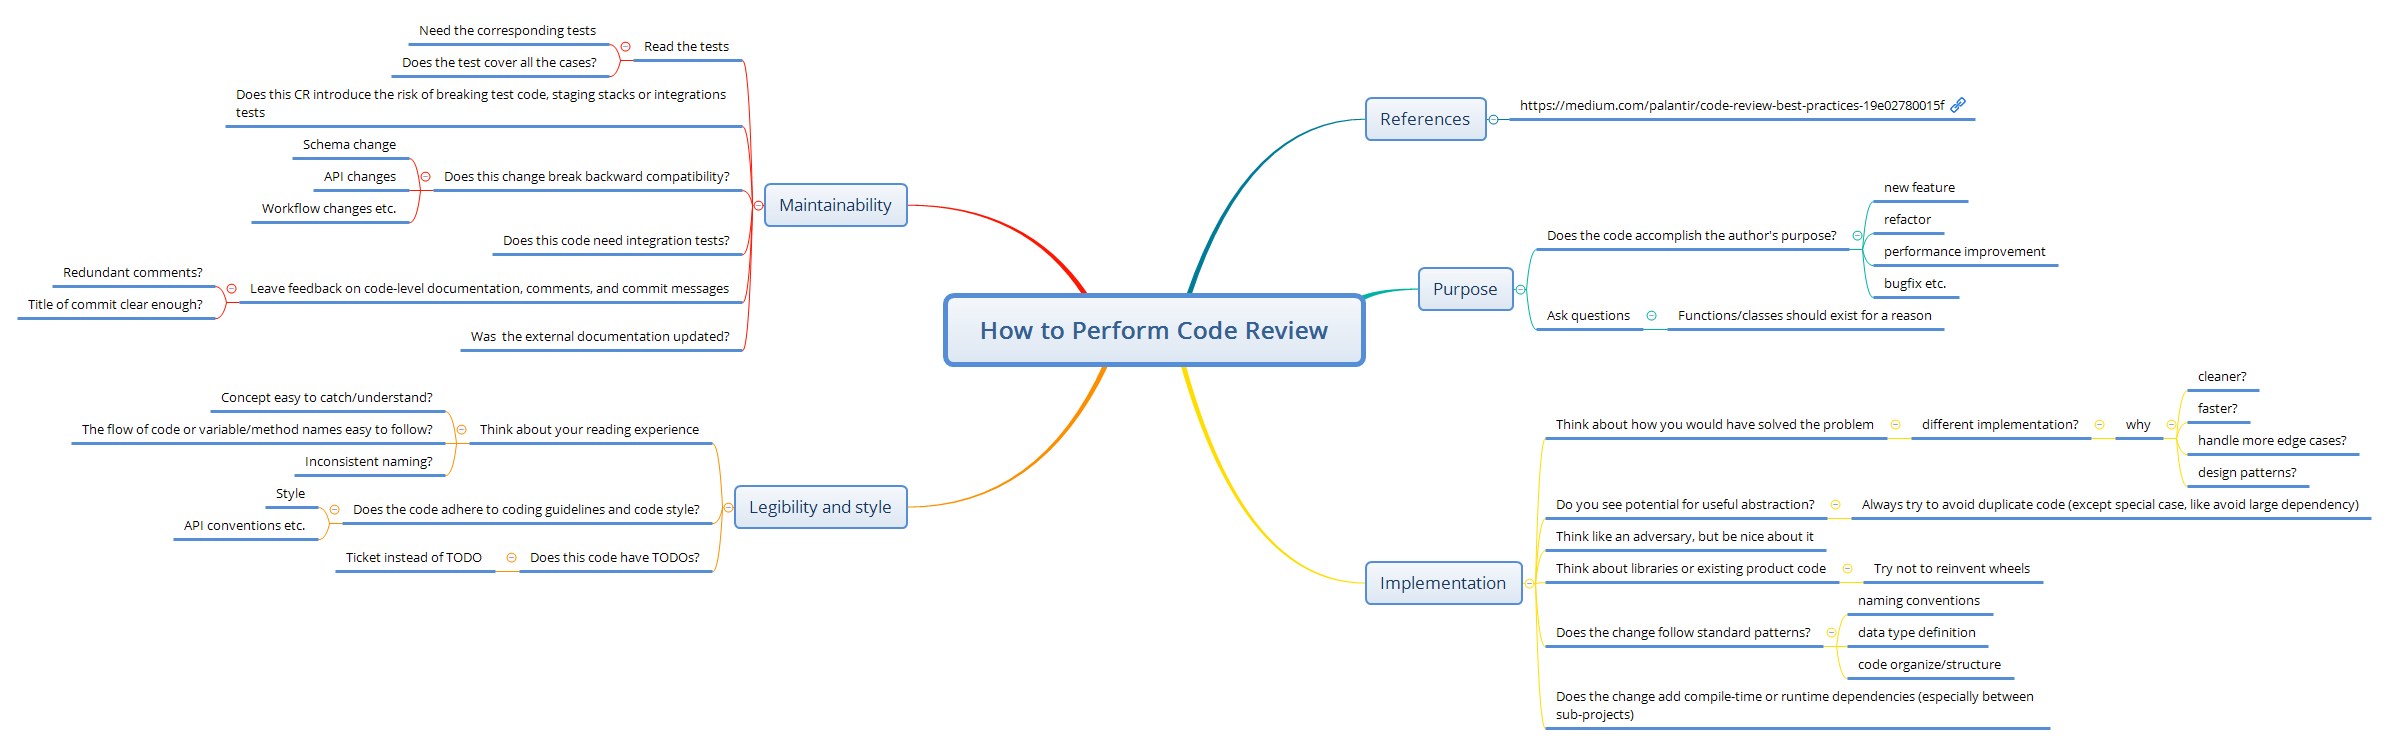 How to Perform Code Review
References
https://medium.com/palantir/code-review-best-practices-19e02780015f
Purpose
Does the code accomplish the author's purpose?
new feature
refactor
performance improvement
bugfix etc.
Ask questions
Functions/classes should exist for a reason
Implementation
Think about how you would have solved the problem
different implementation?
why
cleaner?
faster?
handle more edge cases?
design patterns?
Do you see potential for useful abstraction?
Always try to avoid duplicate code (except special case, like avoid large dependency)
Think like an adversary, but be nice about it
Think about libraries or existing product code
Try not to reinvent wheels
Does the change follow standard patterns?
naming conventions
data type definition
code organize/structure
Does the change add compile-time or runtime dependencies (especially between
sub-projects)
Maintainability
Read the tests
Need the corresponding tests
Does the test cover all the cases?
Does this CR introduce the risk of breaking test code, staging stacks or integrations
tests
Does this change break backward compatibility?
Schema change
API changes
Workflow changes etc.
Does this code need integration tests?
Leave feedback on code-level documentation, comments, and commit messages
Redundant comments?
Title of commit clear enough?
Was  the external documentation updated?
Legibility and style
Think about your reading experience
Concept easy to catch/understand?
The flow of code or variable/method names easy to follow?
Inconsistent naming?
Does the code adhere to coding guidelines and code style?
Style
API conventions etc.
Does this code have TODOs?
Ticket instead of TODO